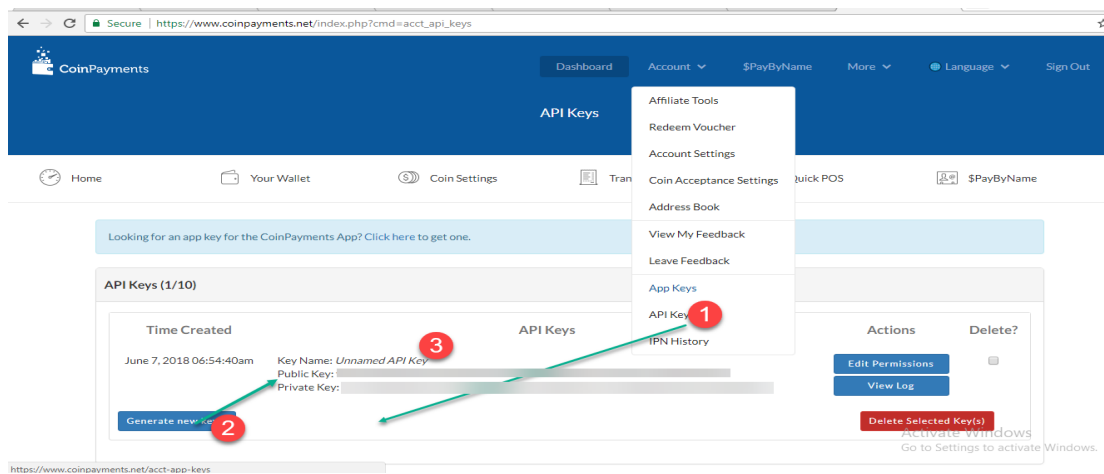 Secure | https://www.coinpayments.net/index.php?cmd=acct_api_keys
CoinPayments
Dashboard Account $PayByName More Language Sign Out
API Keys
Affiliate Tools
Redeem Voucher
Account Settings
Coin Acceptance Settings
Address Book
View My Feedback
Leave Feedback
App Keys
API Key
IPN History
1
Home Your Wallet Coin Settings Tran Quick POS $PayByName
Looking for an app key for the CoinPayments App? Click here to get one.
API Keys (1/10)
Time Created API Keys Actions Delete?
3
June 7, 2018 06:54:40am Key Name: Unnamed API Key Edit Permissions
Public Key:
Private Key: View Log
Generate new 2 Delete Selected Key(s)
Activate Windows
Go to Settings to activate Windows.
https://www.coinpayments.net/acct-app-keys